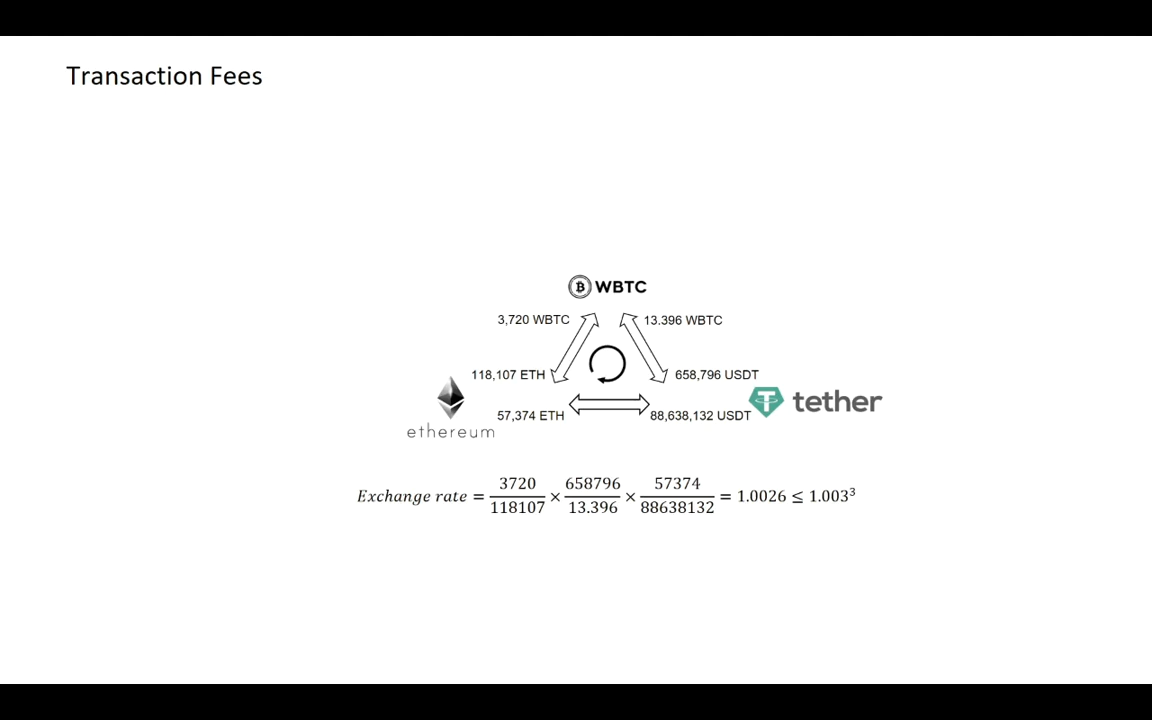 Transaction Fees
WBTC
3,720 WBTC
13.396 WBTC
118,107 ETH
658,796 USDT
ethereum
57,374 ETH
88,638,132 USDT
tether
Exchange rate = 3720/118107 × 658796/13.396 × 57374/88638132 = 1.0026 ≤ 1.003³